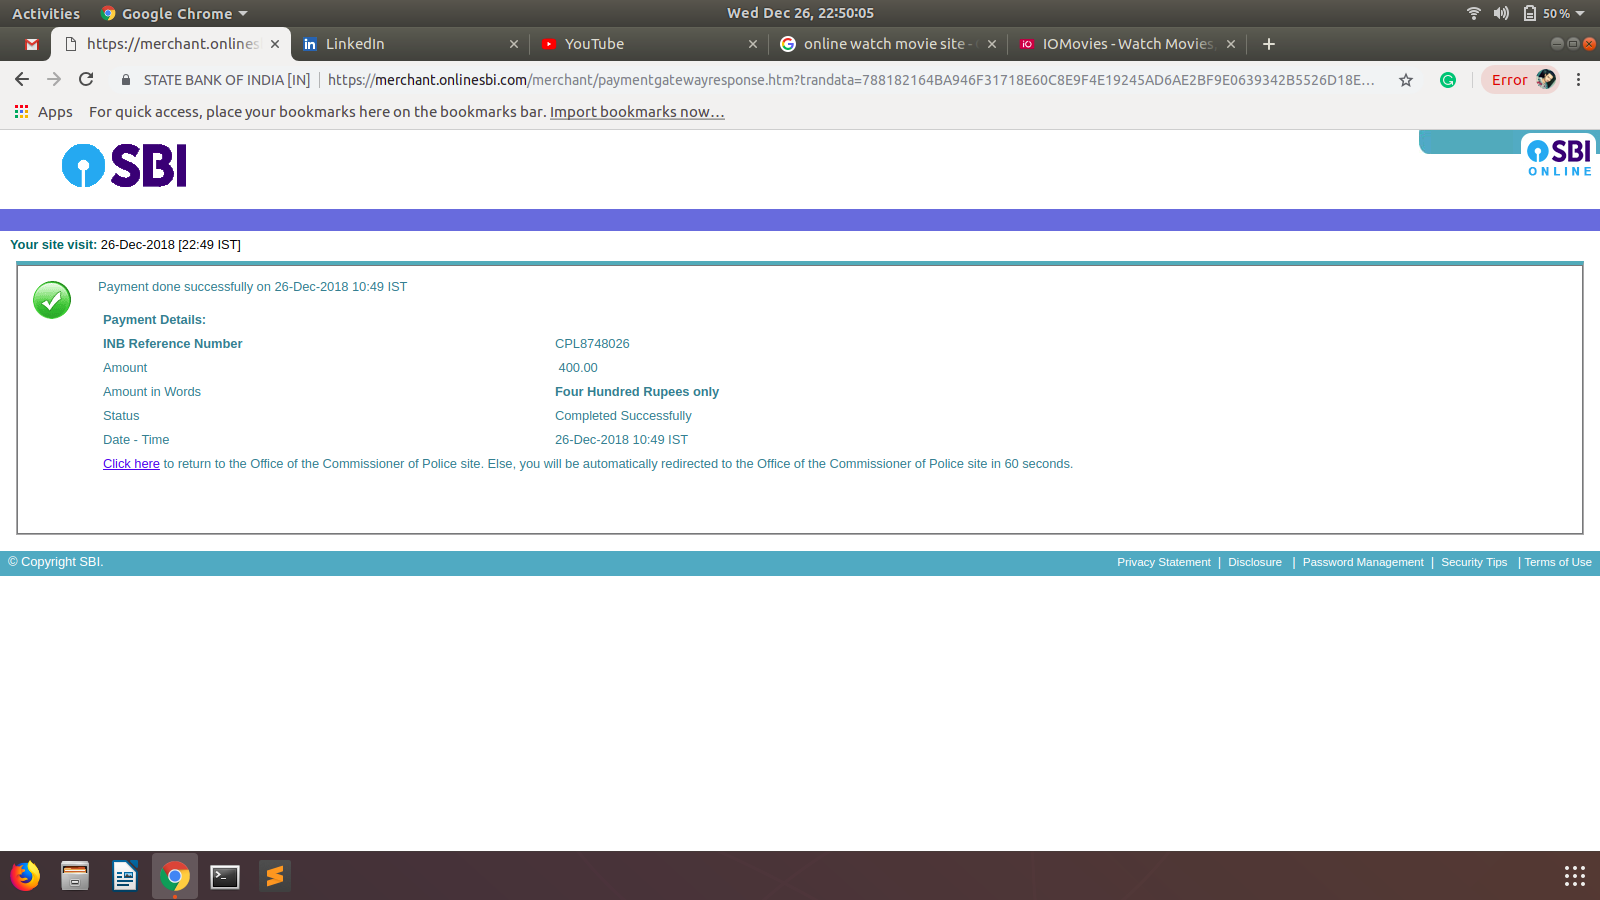 Activities Google Chrome Wed Dec 26, 22:50:05 50 %
https://merchant.onlines LinkedIn YouTube online watch movie site - iO IOMovies - Watch Movies,
STATE BANK OF INDIA [IN] https://merchant.onlinesbi.com/merchant/paymentgatewayresponse.htm?trandata=788182164BA946F31718E60C8E9F4E19245AD6AE2BF9E0639342B5526D18E… Error
Apps For quick access, place your bookmarks here on the bookmarks bar. Import bookmarks now…
SBI SBI
ONLINE
Your site visit: 26-Dec-2018 [22:49 IST]
Payment done successfully on 26-Dec-2018 10:49 IST
Payment Details:
INB Reference Number CPL8748026
Amount 400.00
Amount in Words Four Hundred Rupees only
Status Completed Successfully
Date - Time 26-Dec-2018 10:49 IST
Click here to return to the Office of the Commissioner of Police site. Else, you will be automatically redirected to the Office of the Commissioner of Police site in 60 seconds.
© Copyright SBI. Privacy Statement | Disclosure | Password Management | Security Tips | Terms of Use